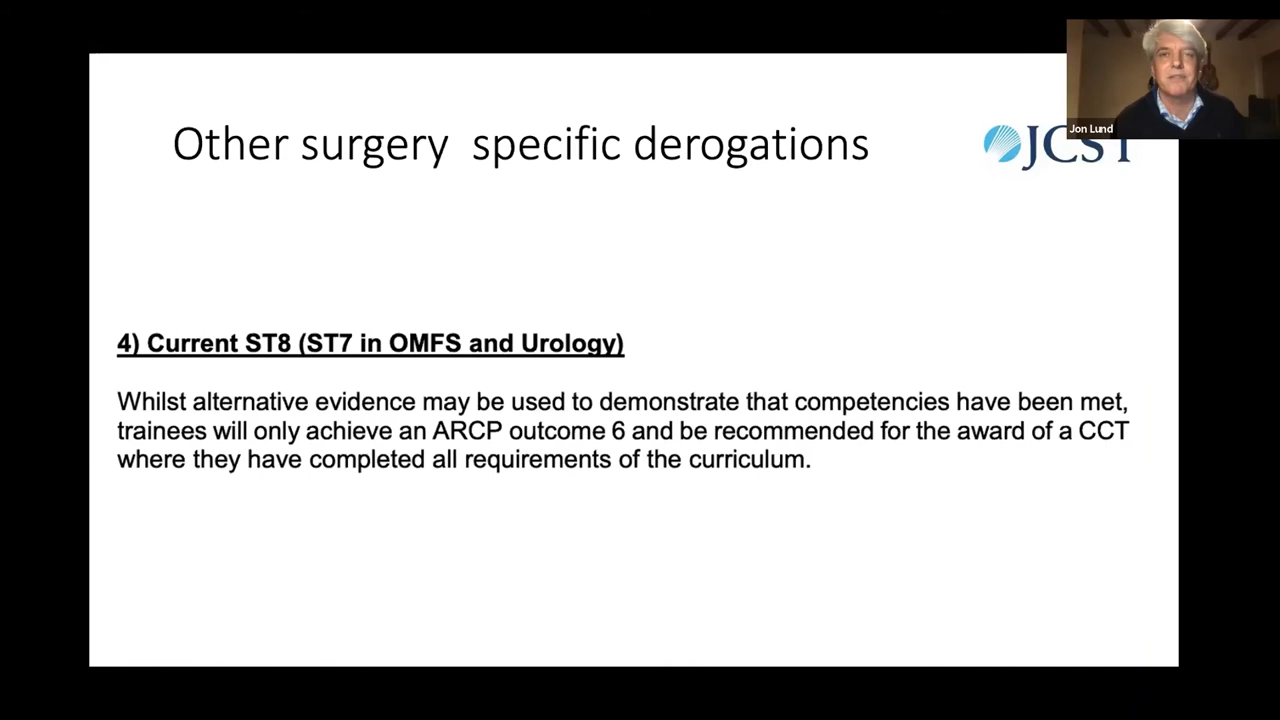 Jon Lund
Other surgery specific derogations
JCST
4) Current ST8 (ST7 in OMFS and Urology)
Whilst alternative evidence may be used to demonstrate that competencies have been met,
trainees will only achieve an ARCP outcome 6 and be recommended for the award of a CCT
where they have completed all requirements of the curriculum.